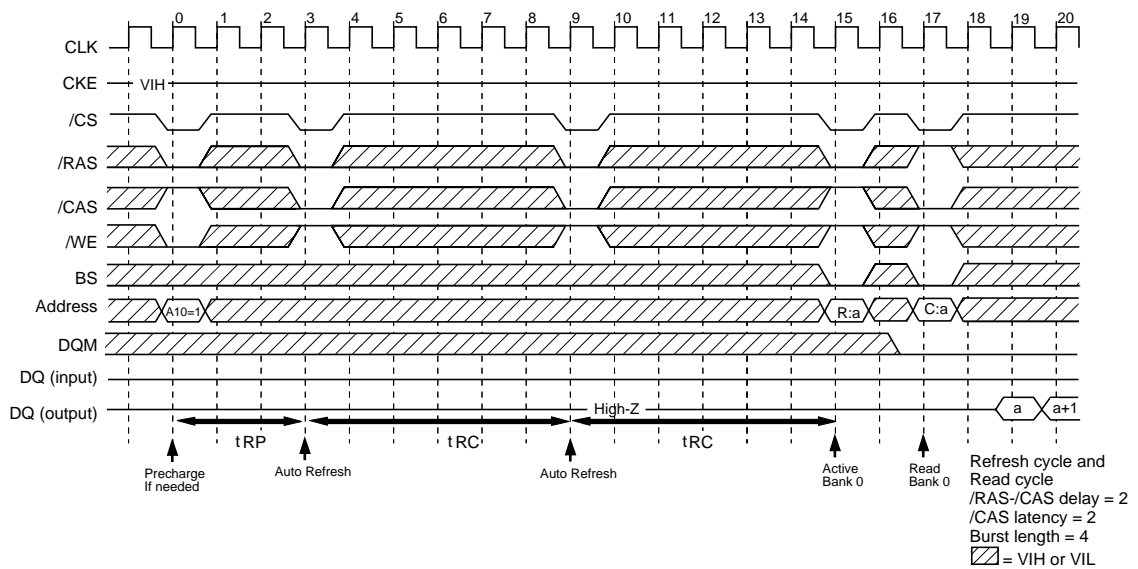 0 1 2 3 4 5 6 7 8 9 10 11 12 13 14 15 16 17 18 19 20
CLK
CKE VIH
/CS
/RAS
/CAS
/WE
BS
Address A10=1 R:a C:a
DQM
DQ (input)
DQ (output) High-Z a a+1
tRP tRC tRC
Precharge
If needed
Auto Refresh
Auto Refresh
Active
Bank 0
Read
Bank 0
Refresh cycle and
Read cycle
/RAS-/CAS delay = 2
/CAS latency = 2
Burst length = 4
= VIH or VIL